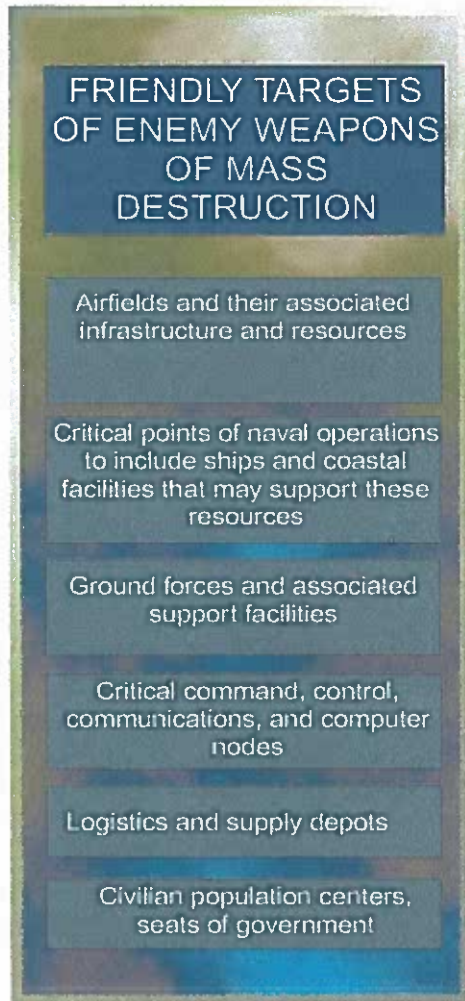 FRIENDLY TARGETS
OF ENEMY WEAPONS
OF MASS
DESTRUCTION
Airfields and their associated
infrastructure and resources
Critical points of naval operations
to include ships and coastal
facilities that may support these
resources
Ground forces and associated
support facilities
Critical command, control,
communications, and computer
nodes
Logistics and supply depots
Civilian population centers,
seats of government